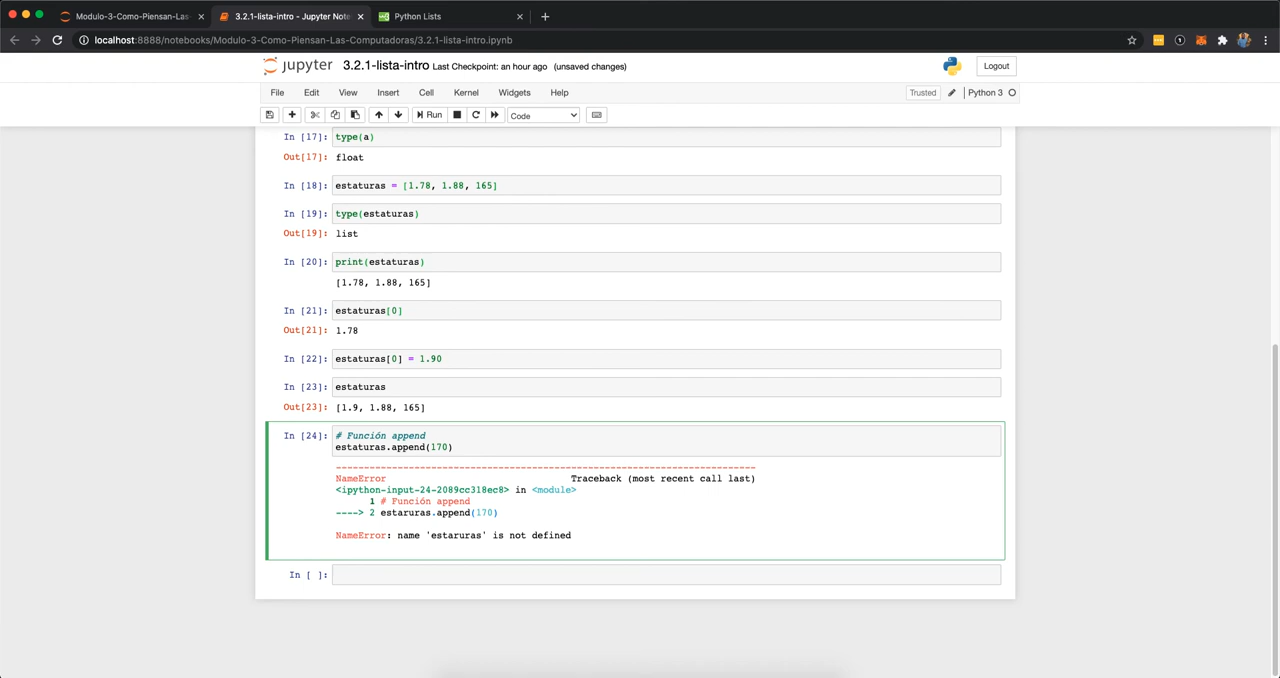 Modulo-3-Como-Piensan-Las-
3.2.1-lista-intro - Jupyter Note
Python Lists
localhost:8888/notebooks/Modulo-3-Como-Piensan-Las-Computadoras/3.2.1-lista-intro.ipynb
jupyter 3.2.1-lista-intro Last Checkpoint: an hour ago (unsaved changes)
Logout
File Edit View Insert Cell Kernel Widgets Help
Trusted Python 3
Run Code
In [17]: type(a)
Out[17]: float
In [18]: estaturas = [1.78, 1.88, 165]
In [19]: type(estaturas)
Out[19]: list
In [20]: print(estaturas)
[1.78, 1.88, 165]
In [21]: estaturas[0]
Out[21]: 1.78
In [22]: estaturas[0] = 1.90
In [23]: estaturas
Out[23]: [1.9, 1.88, 165]
In [24]: # Función append
estaturas.append(170)
---------------------------------------------------------------------------
NameError Traceback (most recent call last)
<ipython-input-24-2089cc318ec8> in <module>
1 # Función append
----> 2 estaruras.append(170)
NameError: name 'estaruras' is not defined
In [ ]: